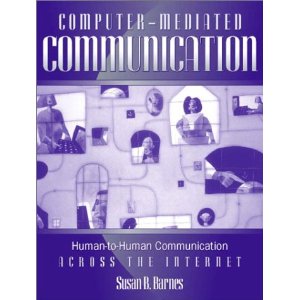 COMPUTER-MEDIATED
COMMUNICATION
Human-to-Human Communication
ACROSS THE INTERNET
Susan B. Barnes